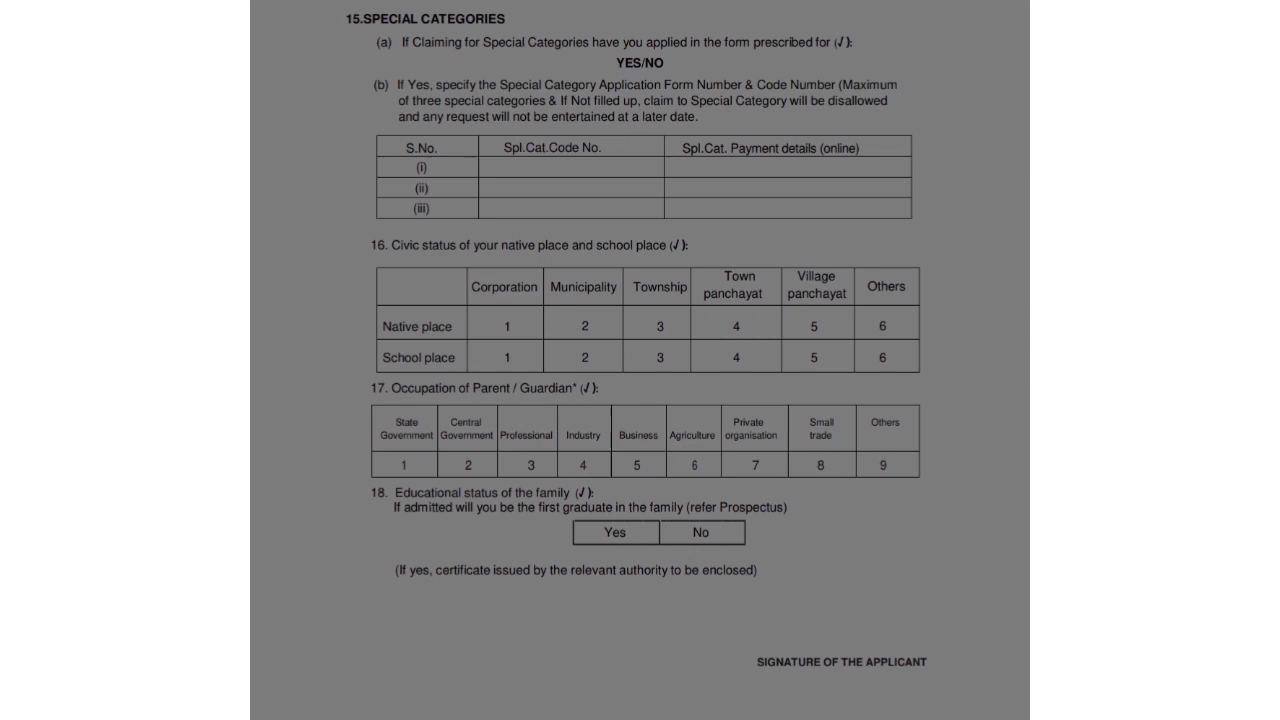 15.SPECIAL CATEGORIES
(a) If Claiming for Special Categories have you applied in the form prescribed for (√ ):
YES/NO
(b) If Yes, specify the Special Category Application Form Number & Code Number (Maximum
of three special categories & If Not filled up, claim to Special Category will be disallowed
and any request will not be entertained at a later date.
S.No. Spl.Cat.Code No. Spl.Cat. Payment details (online)
(i)
(ii)
(iii)
16. Civic status of your native place and school place (√ ):
Corporation Municipality Township Town panchayat Village panchayat Others
Native place 1 2 3 4 5 6
School place 1 2 3 4 5 6
17. Occupation of Parent / Guardian* (√ ):
State Government Central Government Professional Industry Business Agriculture Private organisation Small trade Others
1 2 3 4 5 6 7 8 9
18. Educational status of the family (√ ):
If admitted will you be the first graduate in the family (refer Prospectus)
Yes No
(If yes, certificate issued by the relevant authority to be enclosed)
SIGNATURE OF THE APPLICANT